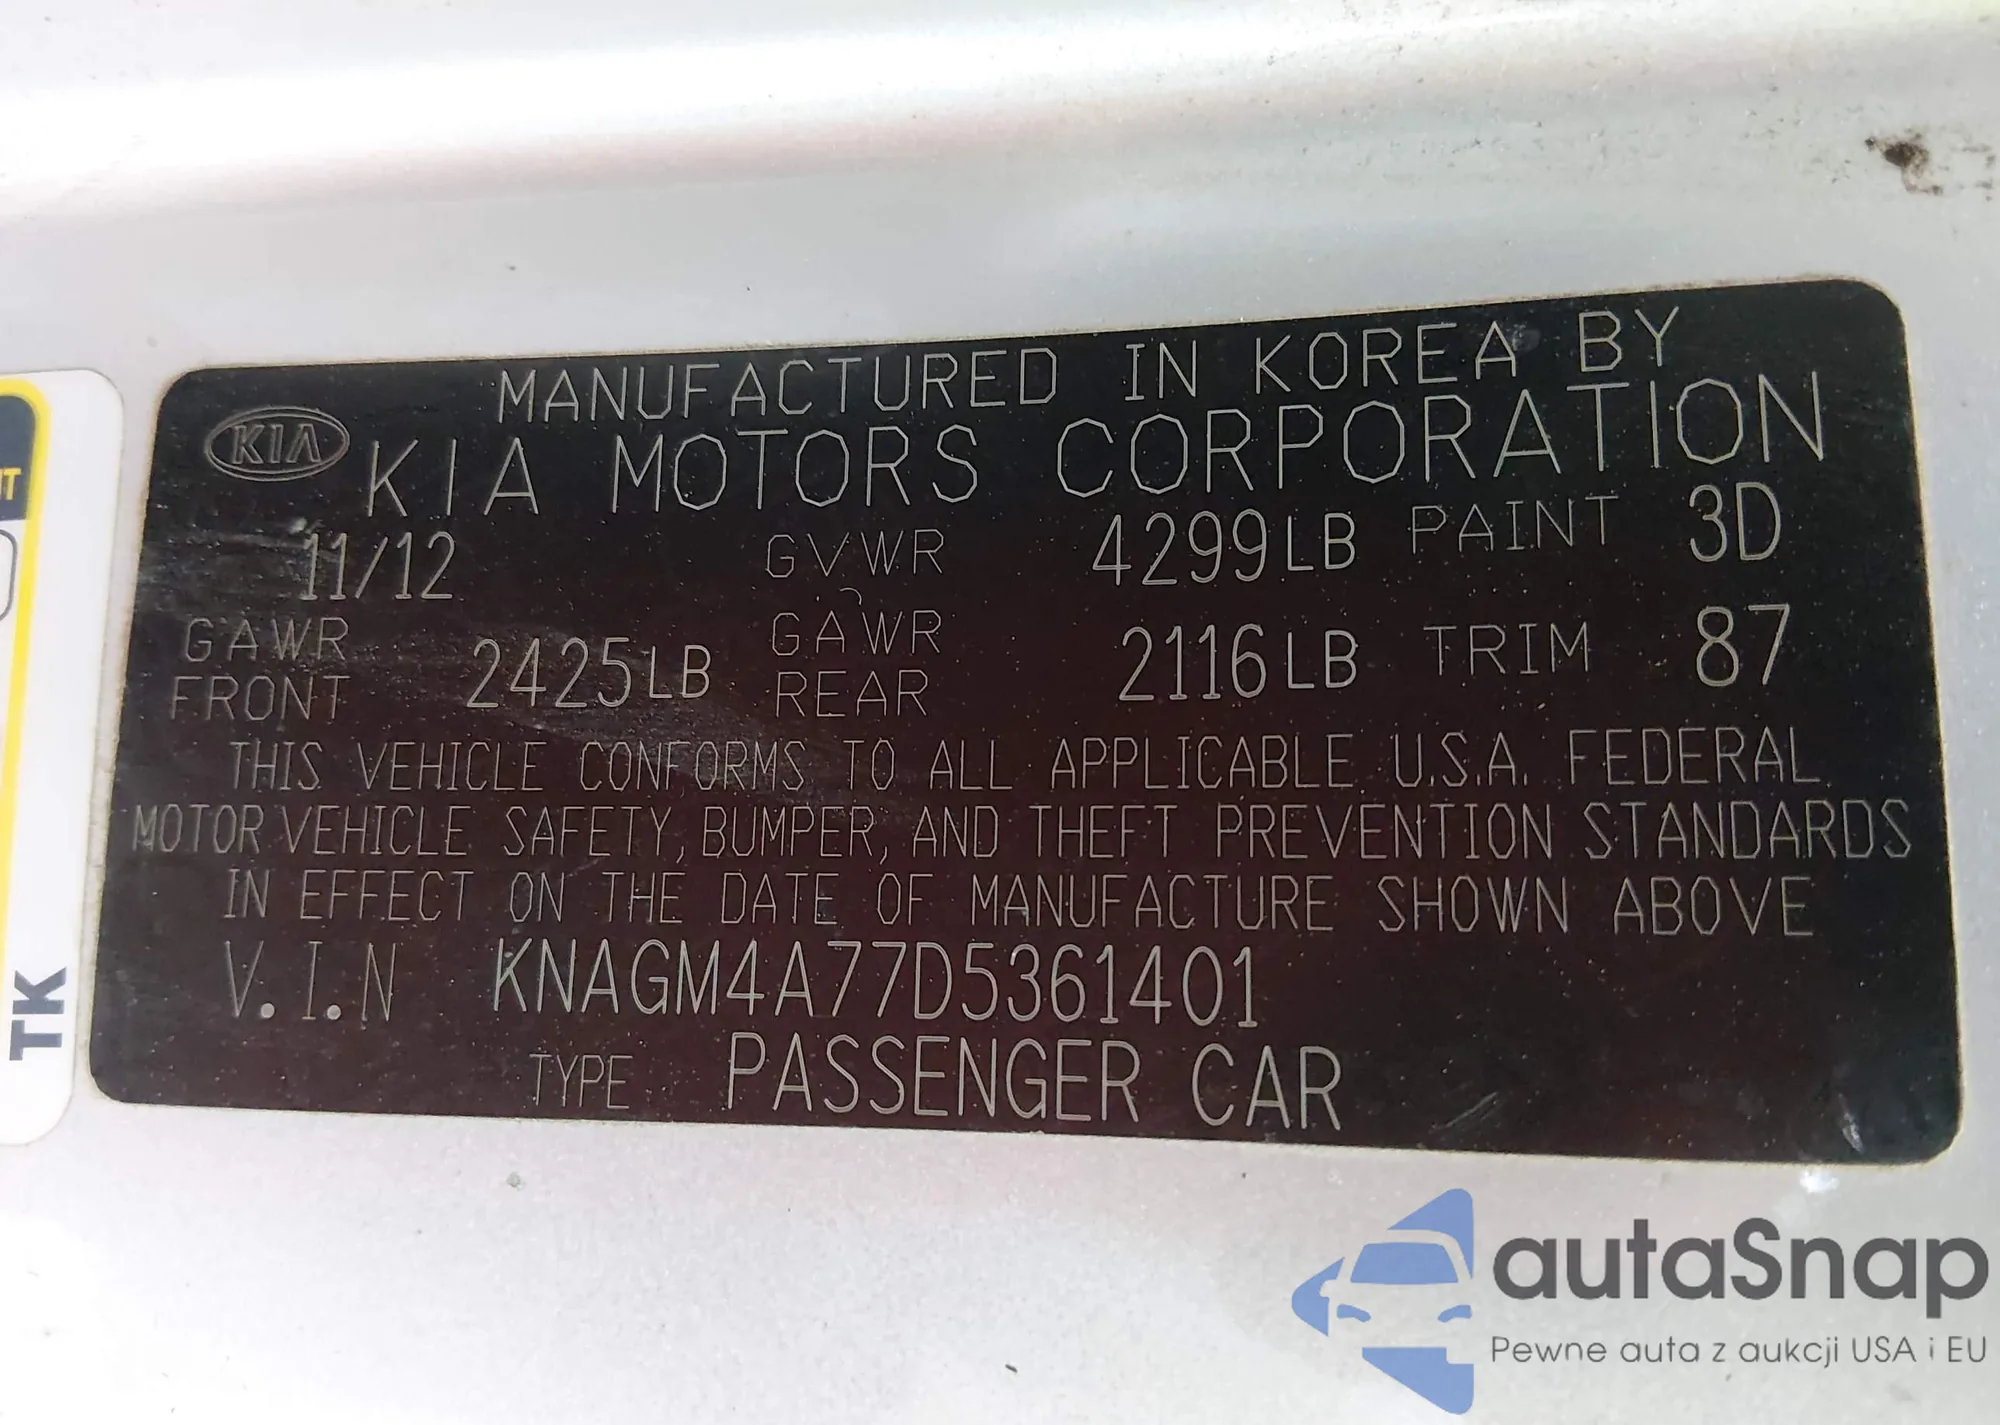 MANUFACTURED IN KOREA BY
KIA KIA MOTORS CORPORATION
11/12 GVWR 4299LB PAINT 3D
GAWR FRONT 2425LB GAWR REAR 2116LB TRIM 87
THIS VEHICLE CONFORMS TO ALL APPLICABLE U.S.A. FEDERAL
MOTOR VEHICLE SAFETY, BUMPER, AND THEFT PREVENTION STANDARDS
IN EFFECT ON THE DATE OF MANUFACTURE SHOWN ABOVE
V.I.N KNAGM4A77D5361401
TYPE PASSENGER CAR
TK
autaSnap
Pewne auta z aukcji USA i EU